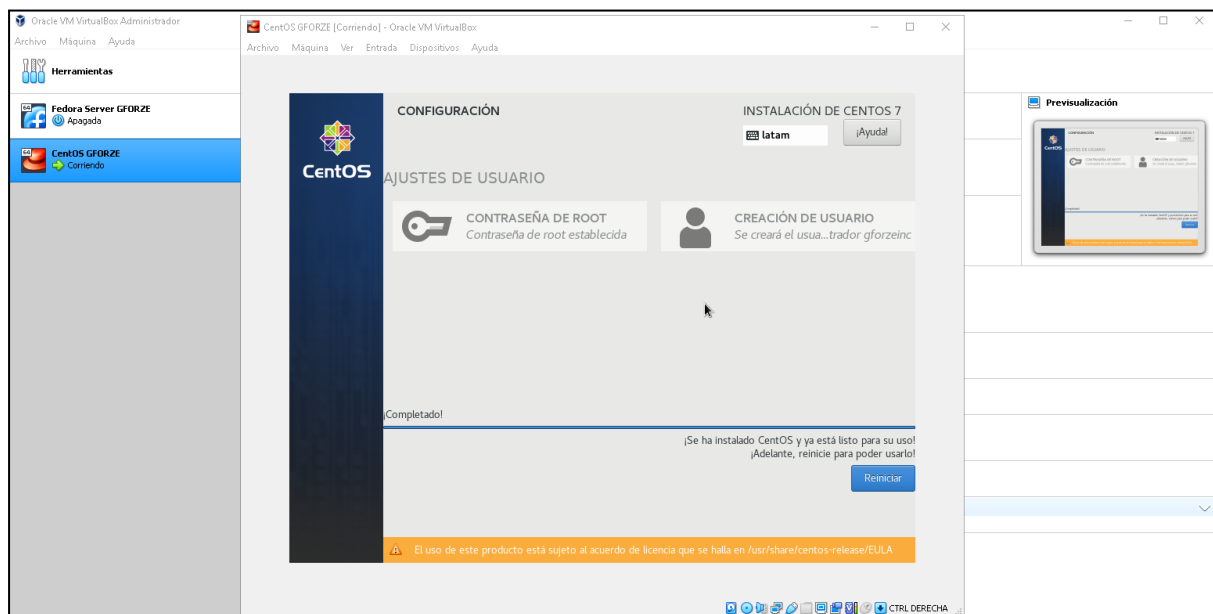 Oracle VM VirtualBox Administrador
Archivo Máquina Ayuda
Herramientas
64
Fedora Server GFORZE
Apagada
64
CentOS GFORZE
Corriendo
CentOS GFORZE [Corriendo] - Oracle VM VirtualBox
Archivo Máquina Ver Entrada Dispositivos Ayuda
CentOS
CONFIGURACIÓN
INSTALACIÓN DE CENTOS 7
latam
¡Ayuda!
AJUSTES DE USUARIO
CONTRASEÑA DE ROOT
Contraseña de root establecida
CREACIÓN DE USUARIO
Se creará el usua...trador gforzeinc
¡Completado!
¡Se ha instalado CentOS y ya está listo para su uso!
¡Adelante, reinicie para poder usarlo!
Reiniciar
El uso de este producto está sujeto al acuerdo de licencia que se halla en /usr/share/centos-release/EULA
CTRL DERECHA
Previsualización